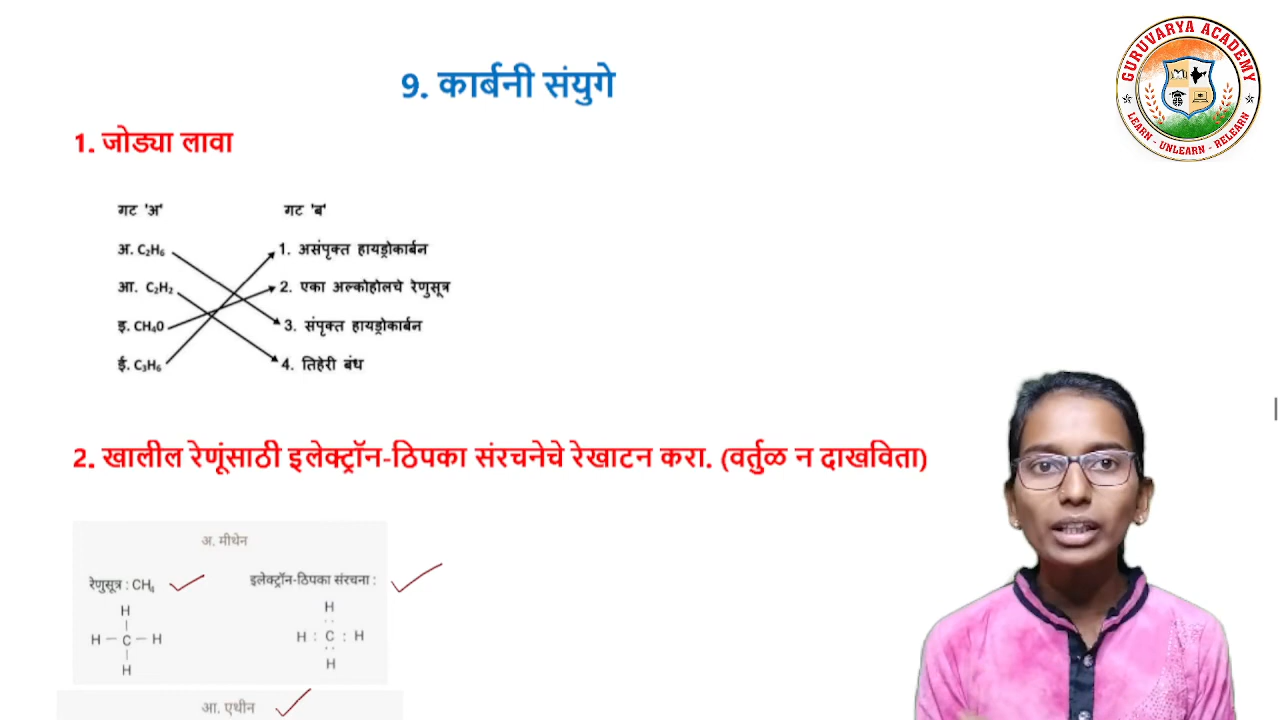 GURUVARYA ACADEMY
LEARN - UNLEARN - RELEARN
9. कार्बनी संयुगे
1. जोड्या लावा
गट 'अ' गट 'ब'
अ. C₂H₆ 1. असंपृक्त हायड्रोकार्बन
आ. C₂H₂ 2. एका अल्कोहोलचे रेणुसूत्र
इ. CH₄O 3. संपृक्त हायड्रोकार्बन
ई. C₃H₆ 4. तिहेरी बंध
2. खालील रेणूंसाठी इलेक्ट्रॉन-ठिपका संरचनेचे रेखाटन करा. (वर्तुळ न दाखविता)
अ. मीथेन
रेणुसूत्र : CH₄ इलेक्ट्रॉन-ठिपका संरचना :
H H
H – C – H H : C : H
H H
आ. एथीन